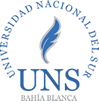 UNIVERSIDAD NACIONAL DEL SUR
UNS
BAHÍA BLANCA